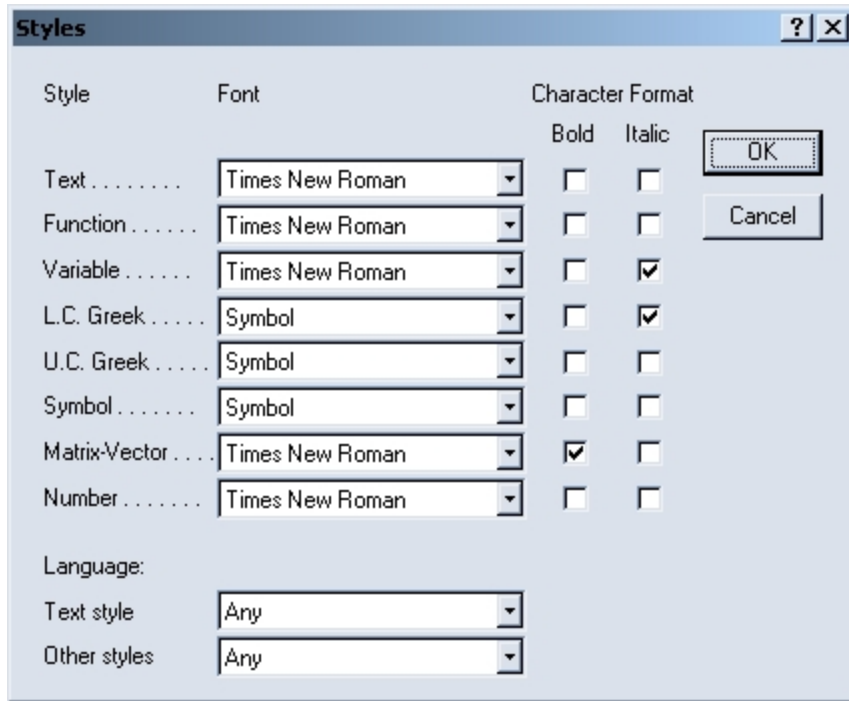 Styles
Style Font Character Format
Bold Italic
OK
Text . . . . . . . . Times New Roman
Cancel
Function . . . . . . Times New Roman
Variable . . . . . . Times New Roman
L.C. Greek . . . . . Symbol
U.C. Greek . . . . . Symbol
Symbol . . . . . . . Symbol
Matrix-Vector . . . . Times New Roman
Number . . . . . . . Times New Roman
Language:
Text style Any
Other styles Any